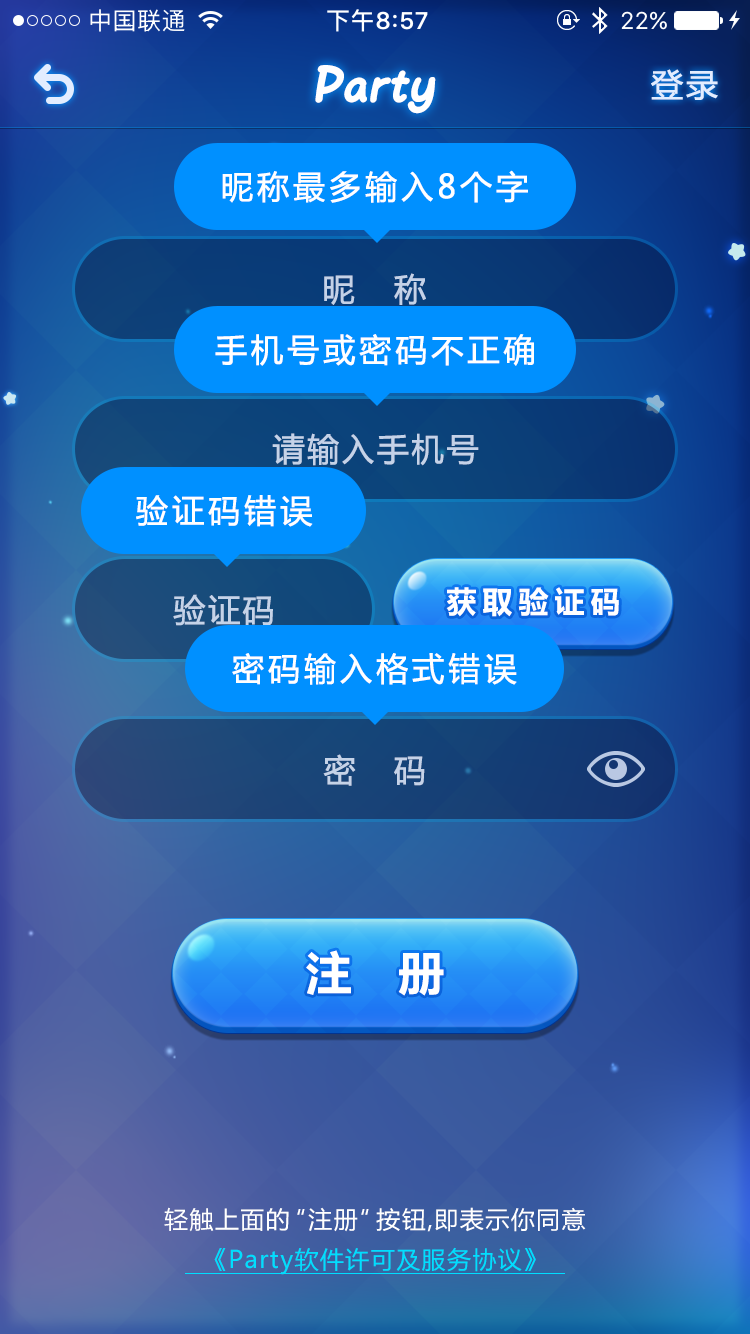 中国联通 下午8:57 22%
Party 登录
昵称最多输入8个字
昵 称
手机号或密码不正确
请输入手机号
验证码错误
验证码 获取验证码
密码输入格式错误
密 码
注 册
轻触上面的“注册”按钮,即表示你同意
《Party软件许可及服务协议》